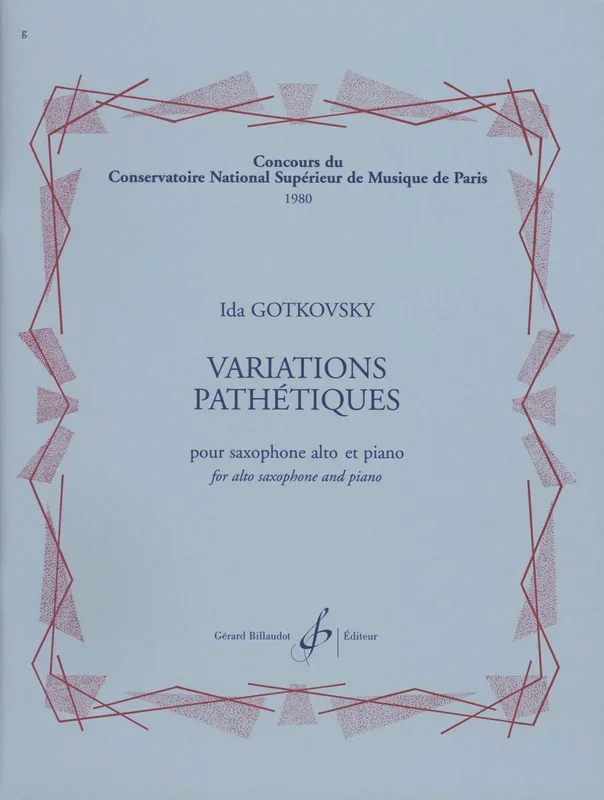 g
Concours du
Conservatoire National Supérieur de Musique de Paris
1980
Ida GOTKOVSKY
VARIATIONS
PATHÉTIQUES
pour saxophone alto et piano
for alto saxophone and piano
Gérard Billaudot Éditeur